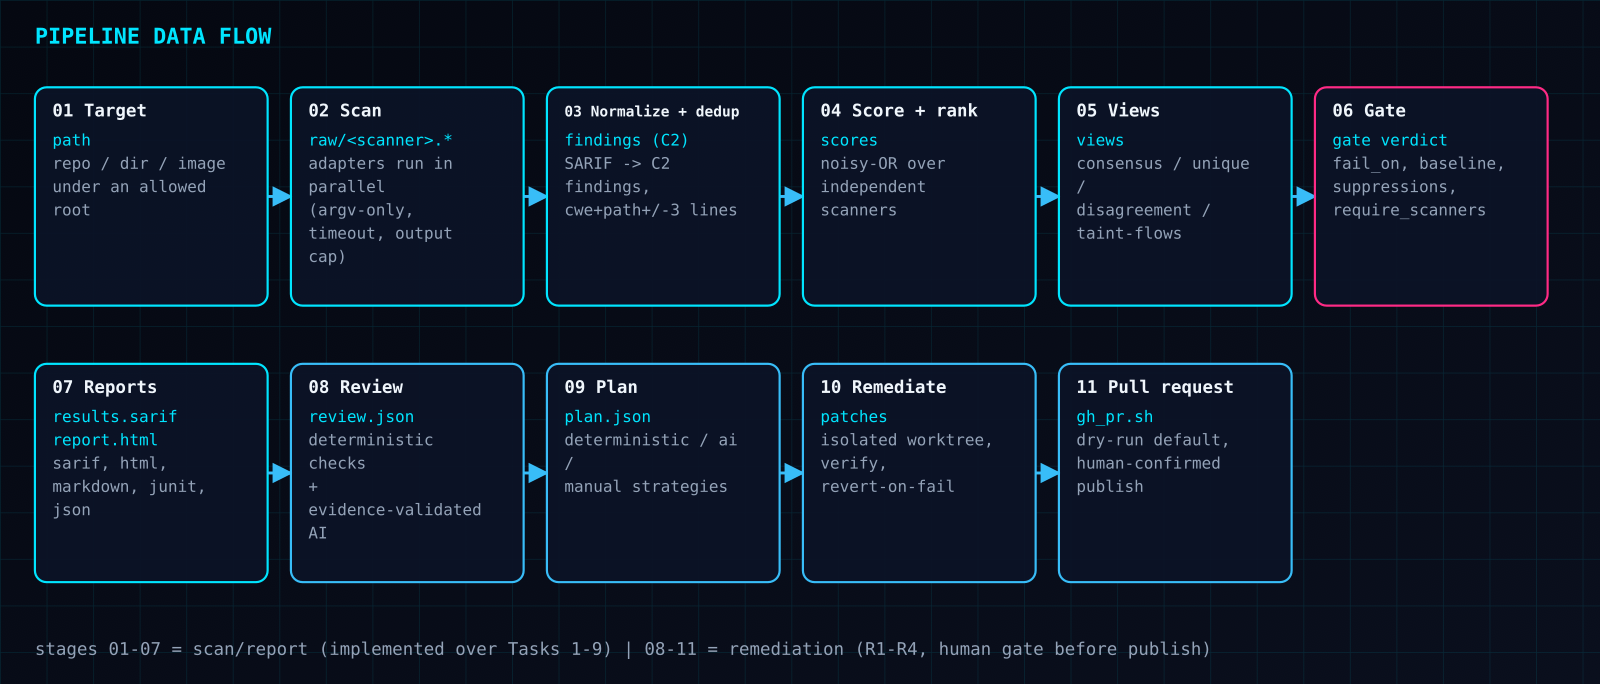 PIPELINE DATA FLOW
01 Target
path
repo / dir / image
under an allowed
root
02 Scan
raw/<scanner>.*
adapters run in
parallel
(argv-only,
timeout, output
cap)
03 Normalize + dedup
findings (C2)
SARIF -> C2
findings,
cwe+path+/-3 lines
04 Score + rank
scores
noisy-OR over
independent
scanners
05 Views
views
consensus / unique
/
disagreement /
taint-flows
06 Gate
gate verdict
fail_on, baseline,
suppressions,
require_scanners
07 Reports
results.sarif
report.html
sarif, html,
markdown, junit,
json
08 Review
review.json
deterministic
checks
+
evidence-validated
AI
09 Plan
plan.json
deterministic / ai
/
manual strategies
10 Remediate
patches
isolated worktree,
verify,
revert-on-fail
11 Pull request
gh_pr.sh
dry-run default,
human-confirmed
publish
stages 01-07 = scan/report (implemented over Tasks 1-9) | 08-11 = remediation (R1-R4, human gate before publish)